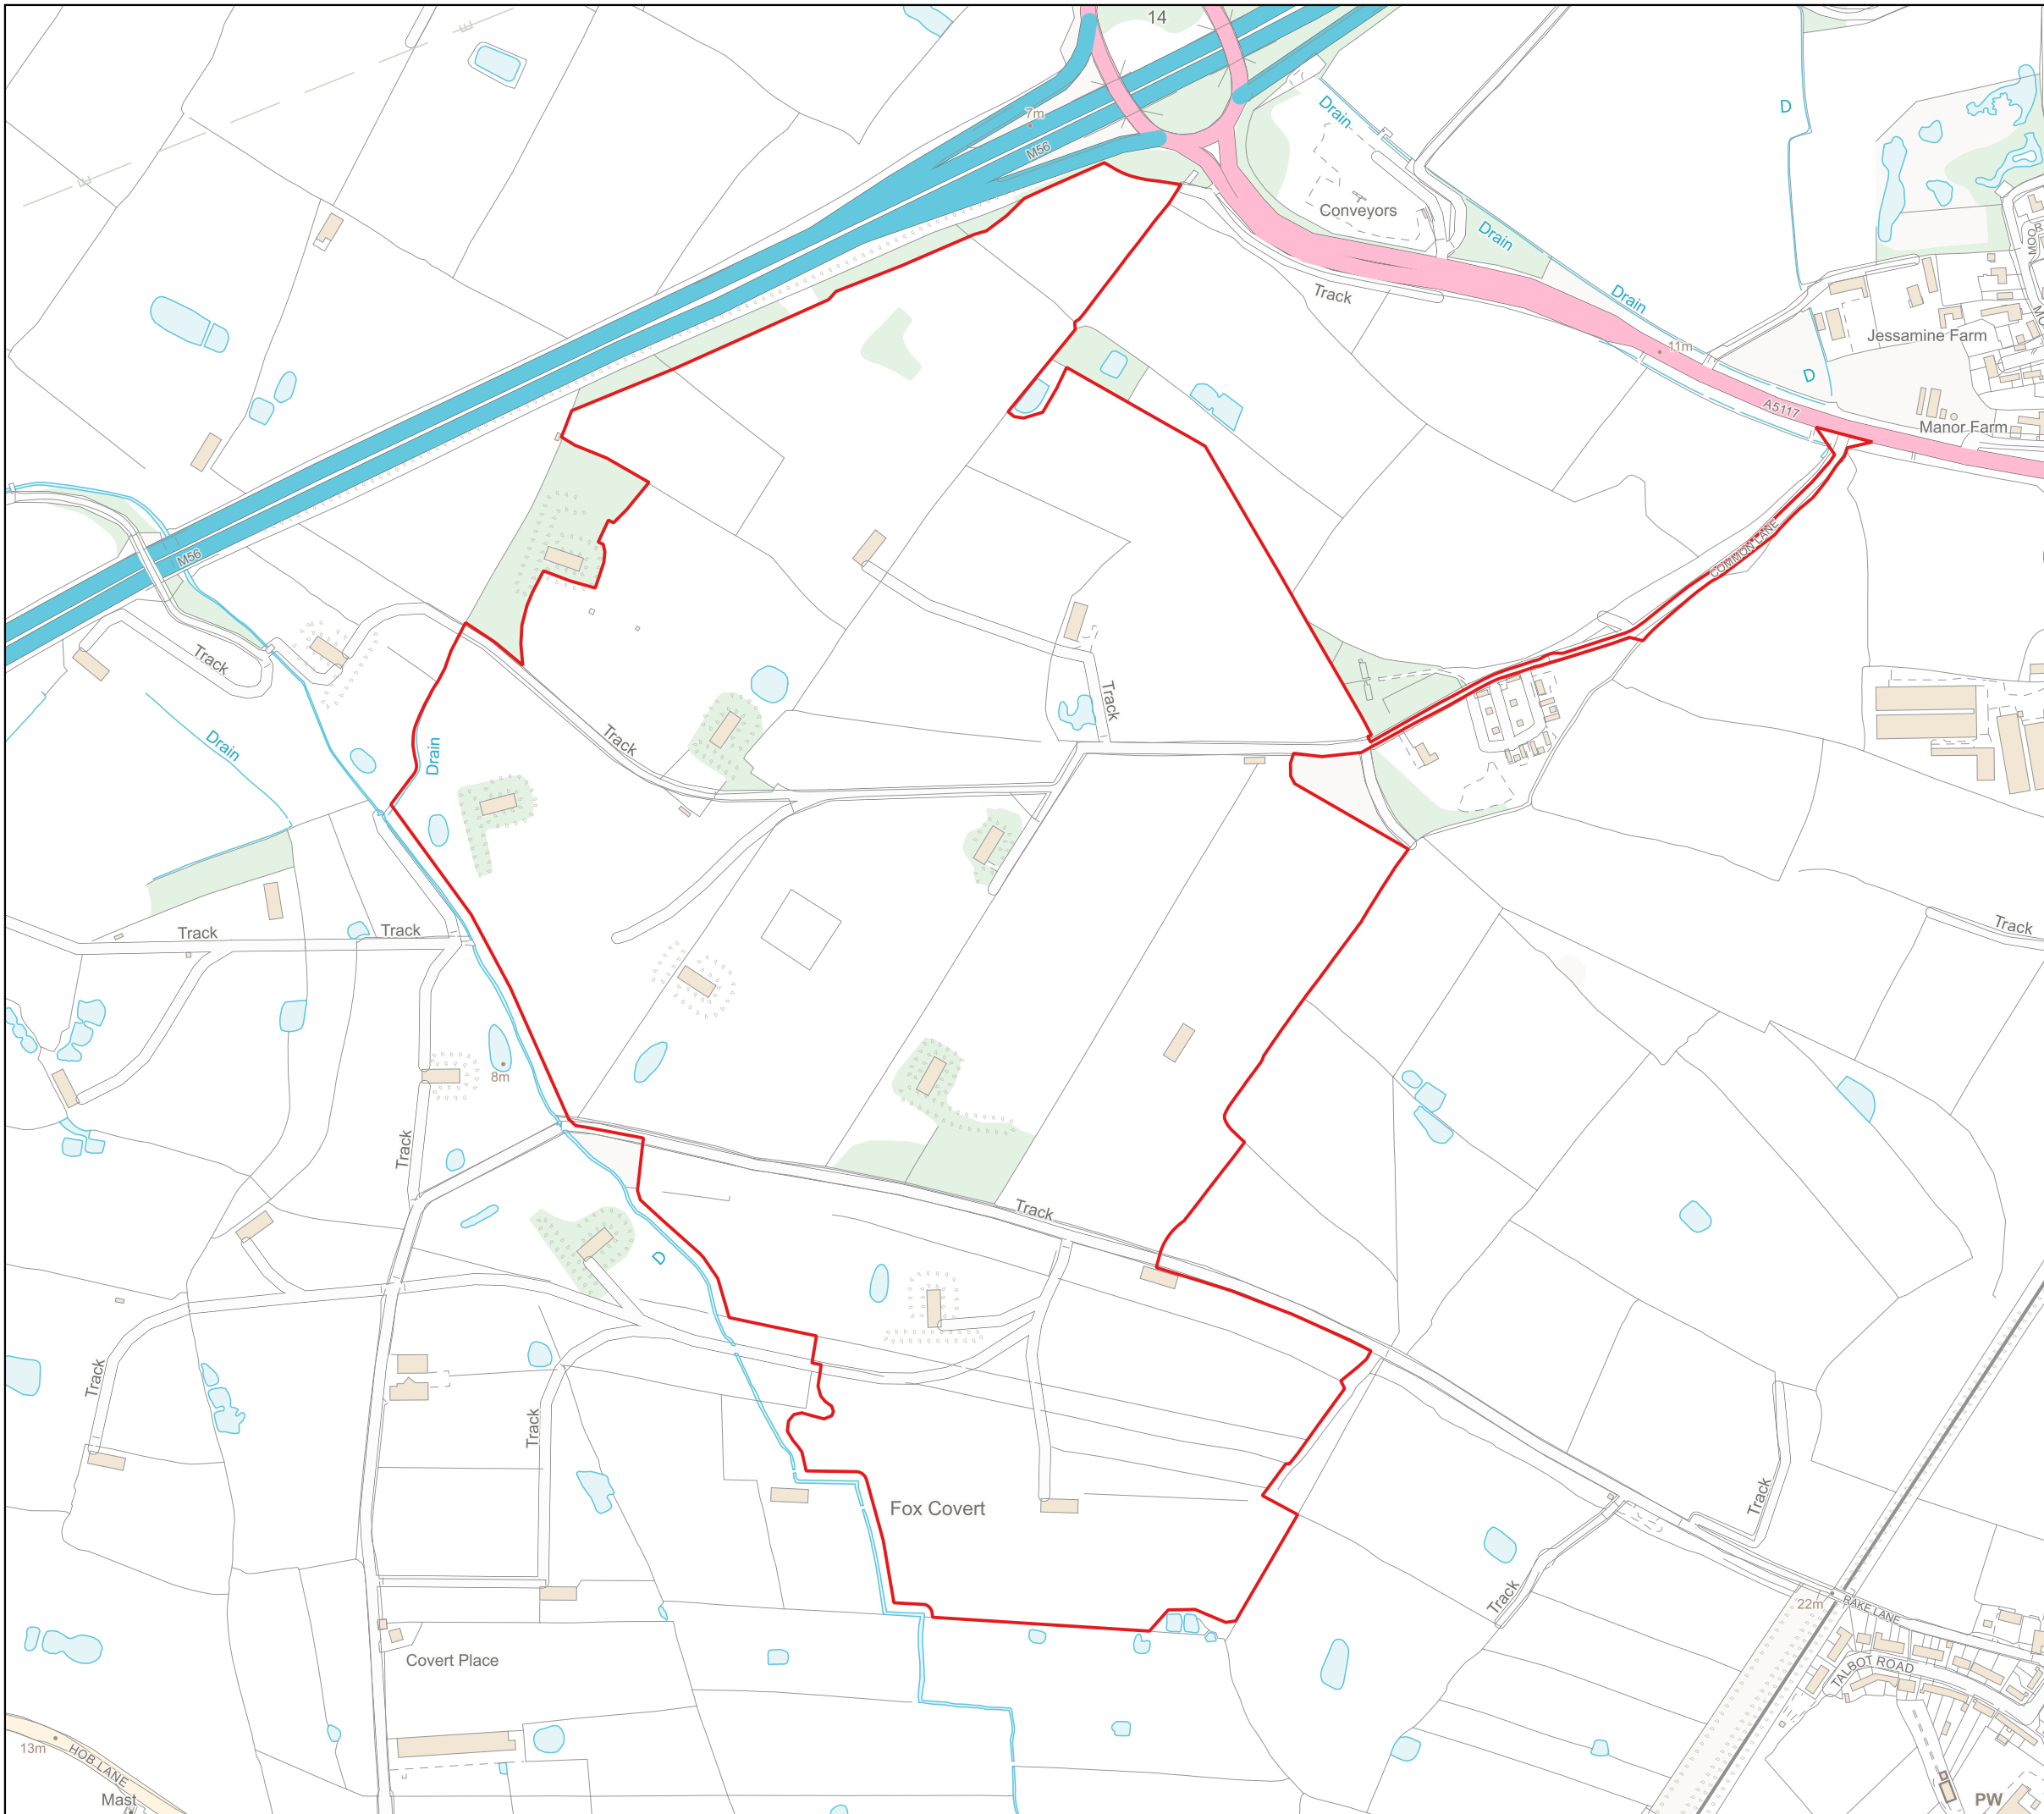 14
7m
M56
Drain
D
Conveyors
Drain
Drain
Track
Jessamine Farm
11m
D
A5117
Manor Farm
COMMON LANE
M56
Track
Drain
Drain
Track
Track
Track
Track
Track
8m
Track
Track
D
Track
Track
Track
Fox Covert
Track
22m
RAKE LANE
TALBOT ROAD
Covert Place
13m
HOB LANE
Mast
PW